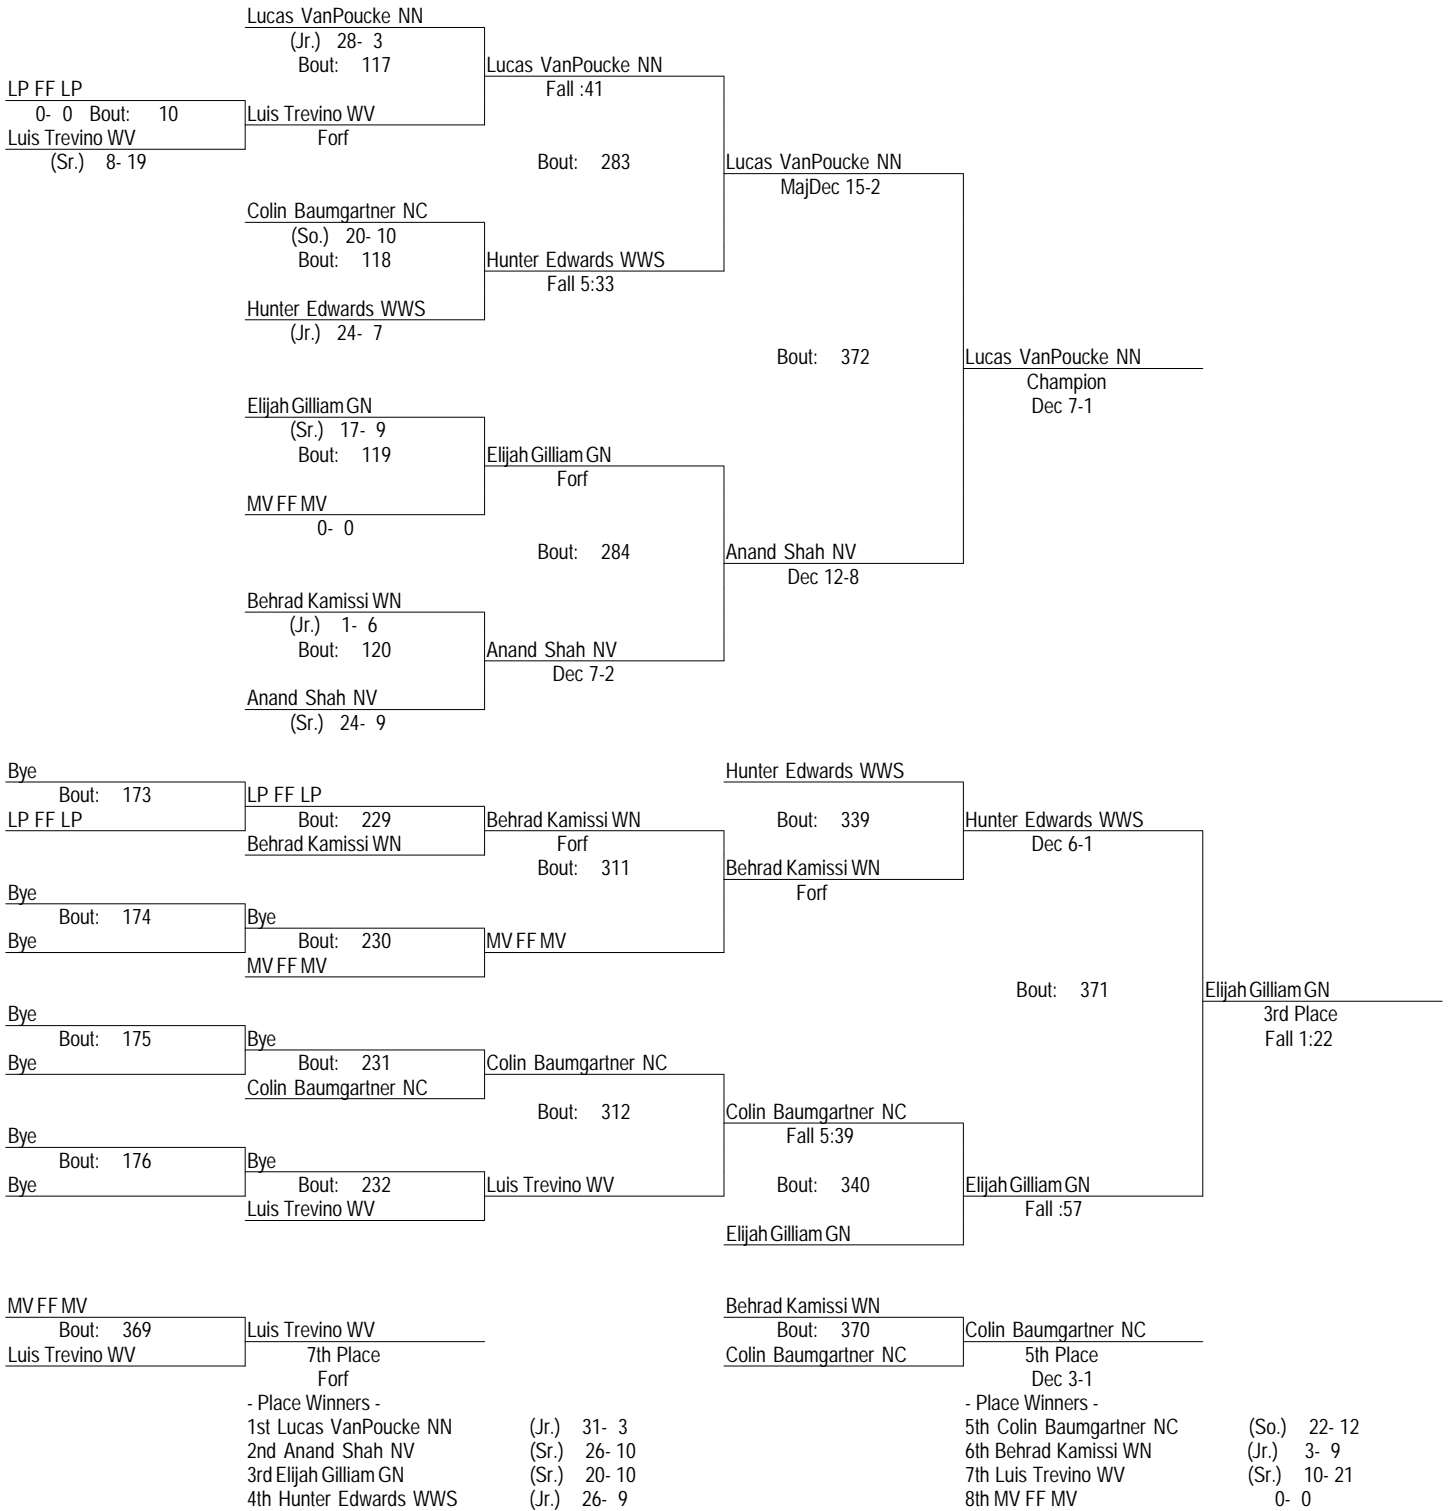 Lucas VanPoucke NN
(Jr.) 28- 3
Bout: 117
Lucas VanPoucke NN
Fall :41
LP FF LP
0- 0 Bout: 10
Luis Trevino WV
Forf
Luis Trevino WV
(Sr.) 8- 19
Bout: 283
Lucas VanPoucke NN
MajDec 15-2
Colin Baumgartner NC
(So.) 20- 10
Bout: 118
Hunter Edwards WWS
Fall 5:33
Hunter Edwards WWS
(Jr.) 24- 7
Bout: 372
Lucas VanPoucke NN
Champion
Dec 7-1
Elijah Gilliam GN
(Sr.) 17- 9
Bout: 119
Elijah Gilliam GN
Forf
MV FF MV
0- 0
Bout: 284
Anand Shah NV
Dec 12-8
Behrad Kamissi WN
(Jr.) 1- 6
Bout: 120
Anand Shah NV
Dec 7-2
Anand Shah NV
(Sr.) 24- 9
Bye
Bout: 173
LP FF LP
LP FF LP
Bout: 229
Behrad Kamissi WN
Behrad Kamissi WN
Forf
Bout: 311
Hunter Edwards WWS
Bout: 339
Hunter Edwards WWS
Dec 6-1
Behrad Kamissi WN
Forf
Bye
Bout: 174
Bye
Bye
Bout: 230
MV FF MV
MV FF MV
Bout: 371
Elijah Gilliam GN
3rd Place
Fall 1:22
Bye
Bout: 175
Bye
Bye
Bout: 231
Colin Baumgartner NC
Colin Baumgartner NC
Bout: 312
Colin Baumgartner NC
Fall 5:39
Bye
Bout: 176
Bye
Bye
Bout: 232
Luis Trevino WV
Luis Trevino WV
Bout: 340
Elijah Gilliam GN
Fall :57
Elijah Gilliam GN
MV FF MV
Bout: 369
Luis Trevino WV
Luis Trevino WV
7th Place
Forf
Behrad Kamissi WN
Bout: 370
Colin Baumgartner NC
Colin Baumgartner NC
5th Place
Dec 3-1
- Place Winners -
1st Lucas VanPoucke NN (Jr.) 31- 3
2nd Anand Shah NV (Sr.) 26- 10
3rd Elijah Gilliam GN (Sr.) 20- 10
4th Hunter Edwards WWS (Jr.) 26- 9
- Place Winners -
5th Colin Baumgartner NC (So.) 22- 12
6th Behrad Kamissi WN (Jr.) 3- 9
7th Luis Trevino WV (Sr.) 10- 21
8th MV FF MV 0- 0